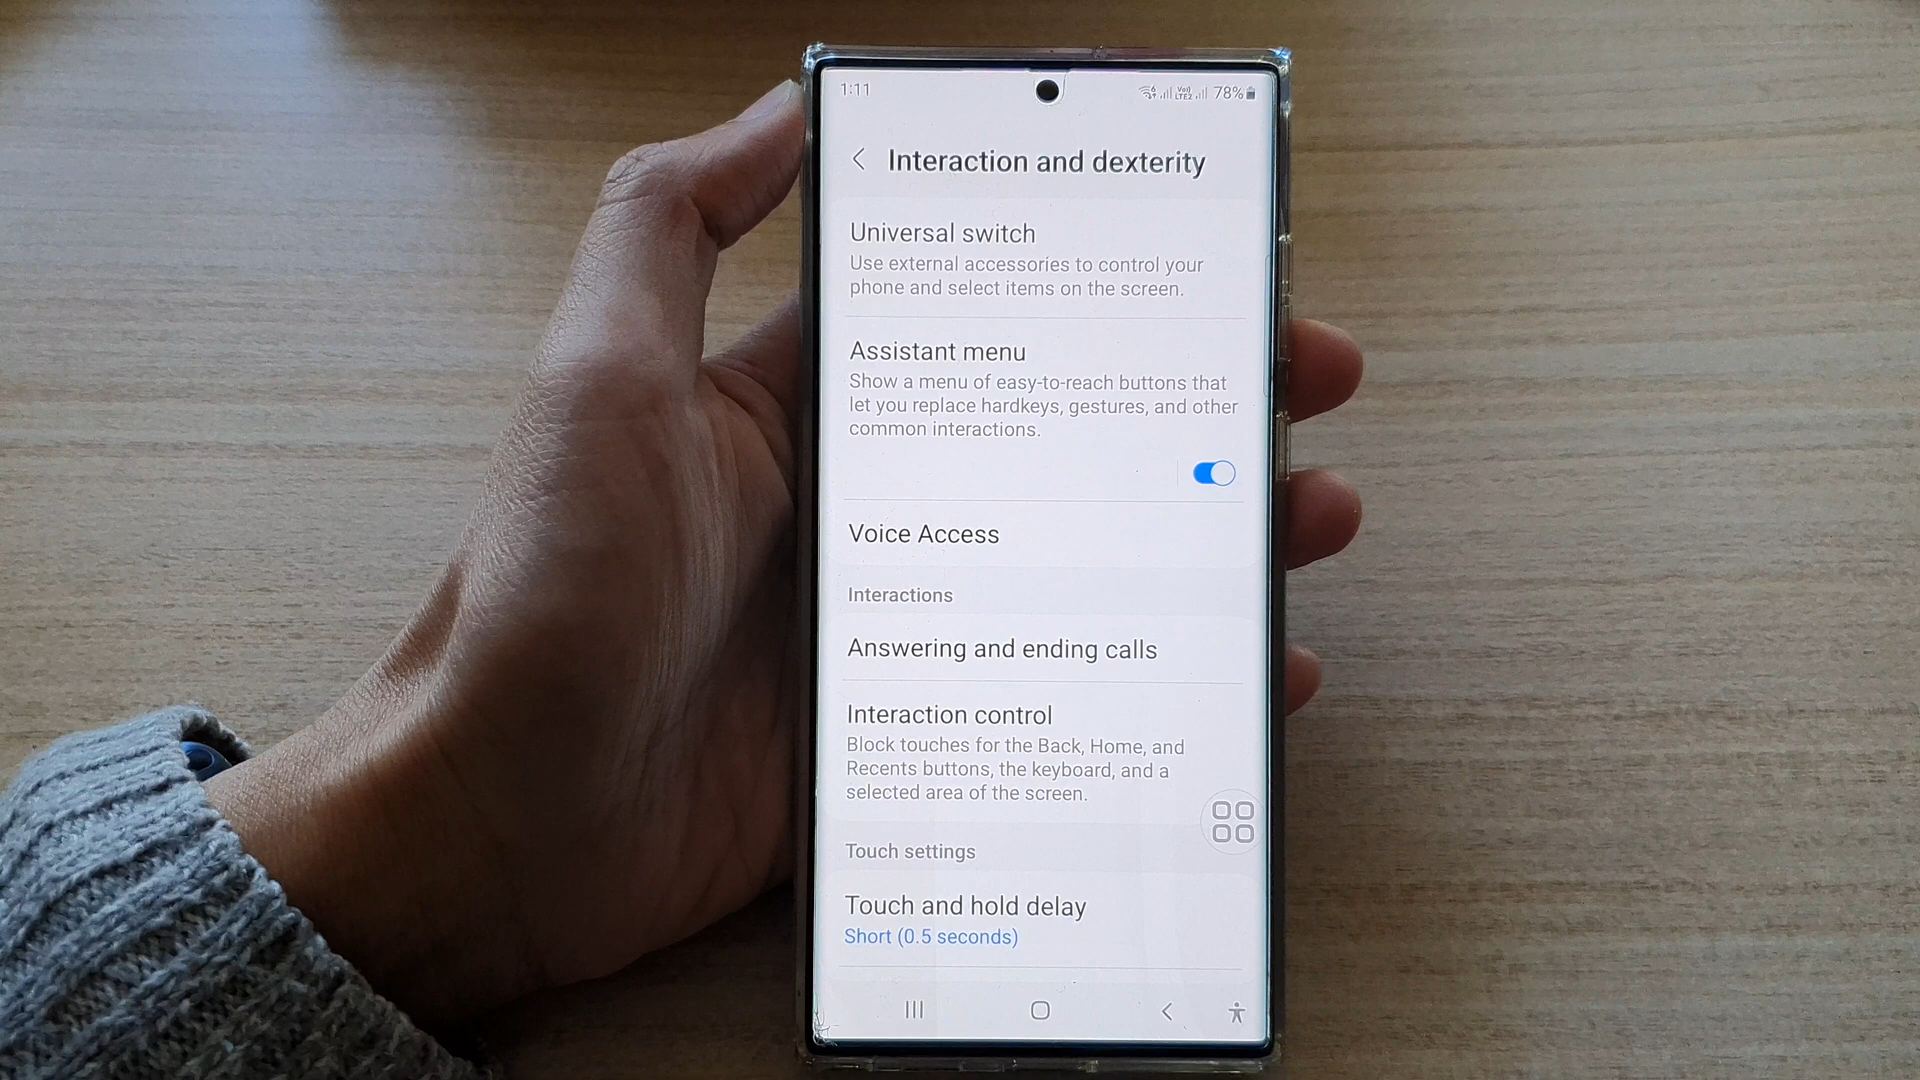 1:11
78%
Interaction and dexterity
Universal switch
Use external accessories to control your
phone and select items on the screen.
Assistant menu
Show a menu of easy-to-reach buttons that
let you replace hardkeys, gestures, and other
common interactions.
Voice Access
Interactions
Answering and ending calls
Interaction control
Block touches for the Back, Home, and
Recents buttons, the keyboard, and a
selected area of the screen.
Touch settings
Touch and hold delay
Short (0.5 seconds)